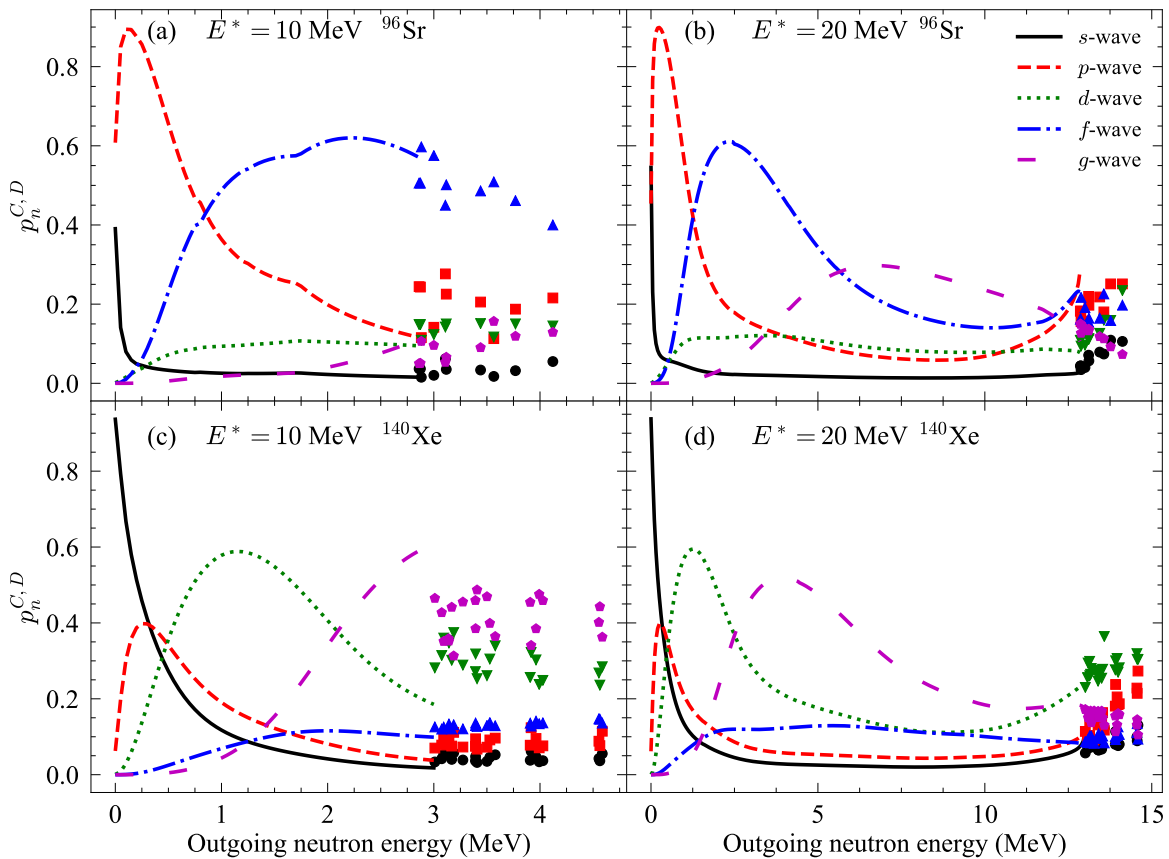 (a) E* = 10 MeV ⁹⁶Sr
(b) E* = 20 MeV ⁹⁶Sr
s-wave
p-wave
d-wave
f-wave
g-wave
0.8
0.6
0.4
0.2
0.0
p_n^{C,D}
(c) E* = 10 MeV ¹⁴⁰Xe
(d) E* = 20 MeV ¹⁴⁰Xe
0.8
0.6
0.4
0.2
0.0
p_n^{C,D}
0 1 2 3 4
0 5 10 15
Outgoing neutron energy (MeV)
Outgoing neutron energy (MeV)